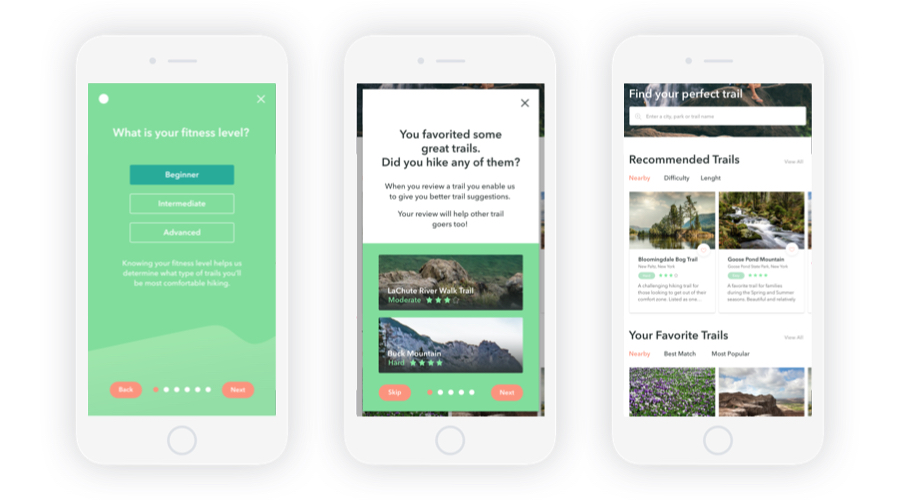 What is your fitness level?
Beginner
Intermediate
Advanced
Knowing your fitness level helps us
determine what type of trails you'll
be most comfortable hiking.
Back
Next
You favorited some
great trails.
Did you hike any of them?
When you review a trail you enable us
to give you better trail suggestions.
Your review will help other trail
goers too!
LaChute River Walk Trail
Moderate
Buck Mountain
Hard
Skip
Next
Find your perfect trail
Enter a city, park or trail name
Recommended Trails
View All
Nearby Difficulty Lenght
Bloomingdale Bog Trail
New Paltz, New York
A challenging hiking trail for
those looking to get out of their
comfort zone. Listed as one...
Goose Pond Mountain
Goose Pond State Park, New York
A favorite trail for families
during the Spring and Summer
seasons. Beautiful and relatively
Your Favorite Trails
View All
Nearby Best Match Most Popular